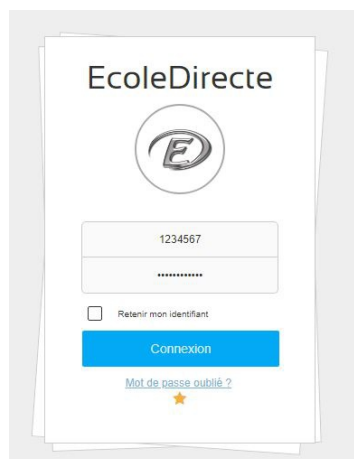 EcoleDirecte
E
1234567
••••••••••••
Retenir mon identifiant
Connexion
Mot de passe oublié ?